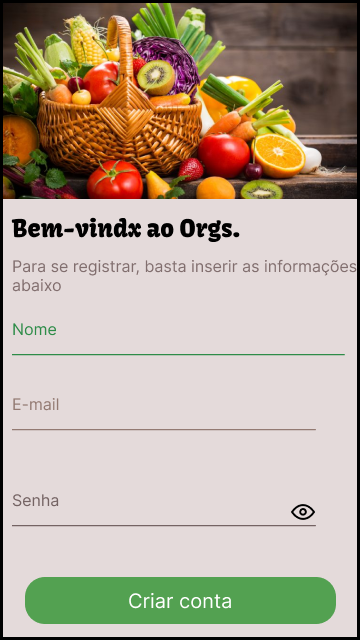 Bem-vindx ao Orgs.
Para se registrar, basta inserir as informações
abaixo
Nome
E-mail
Senha
Criar conta